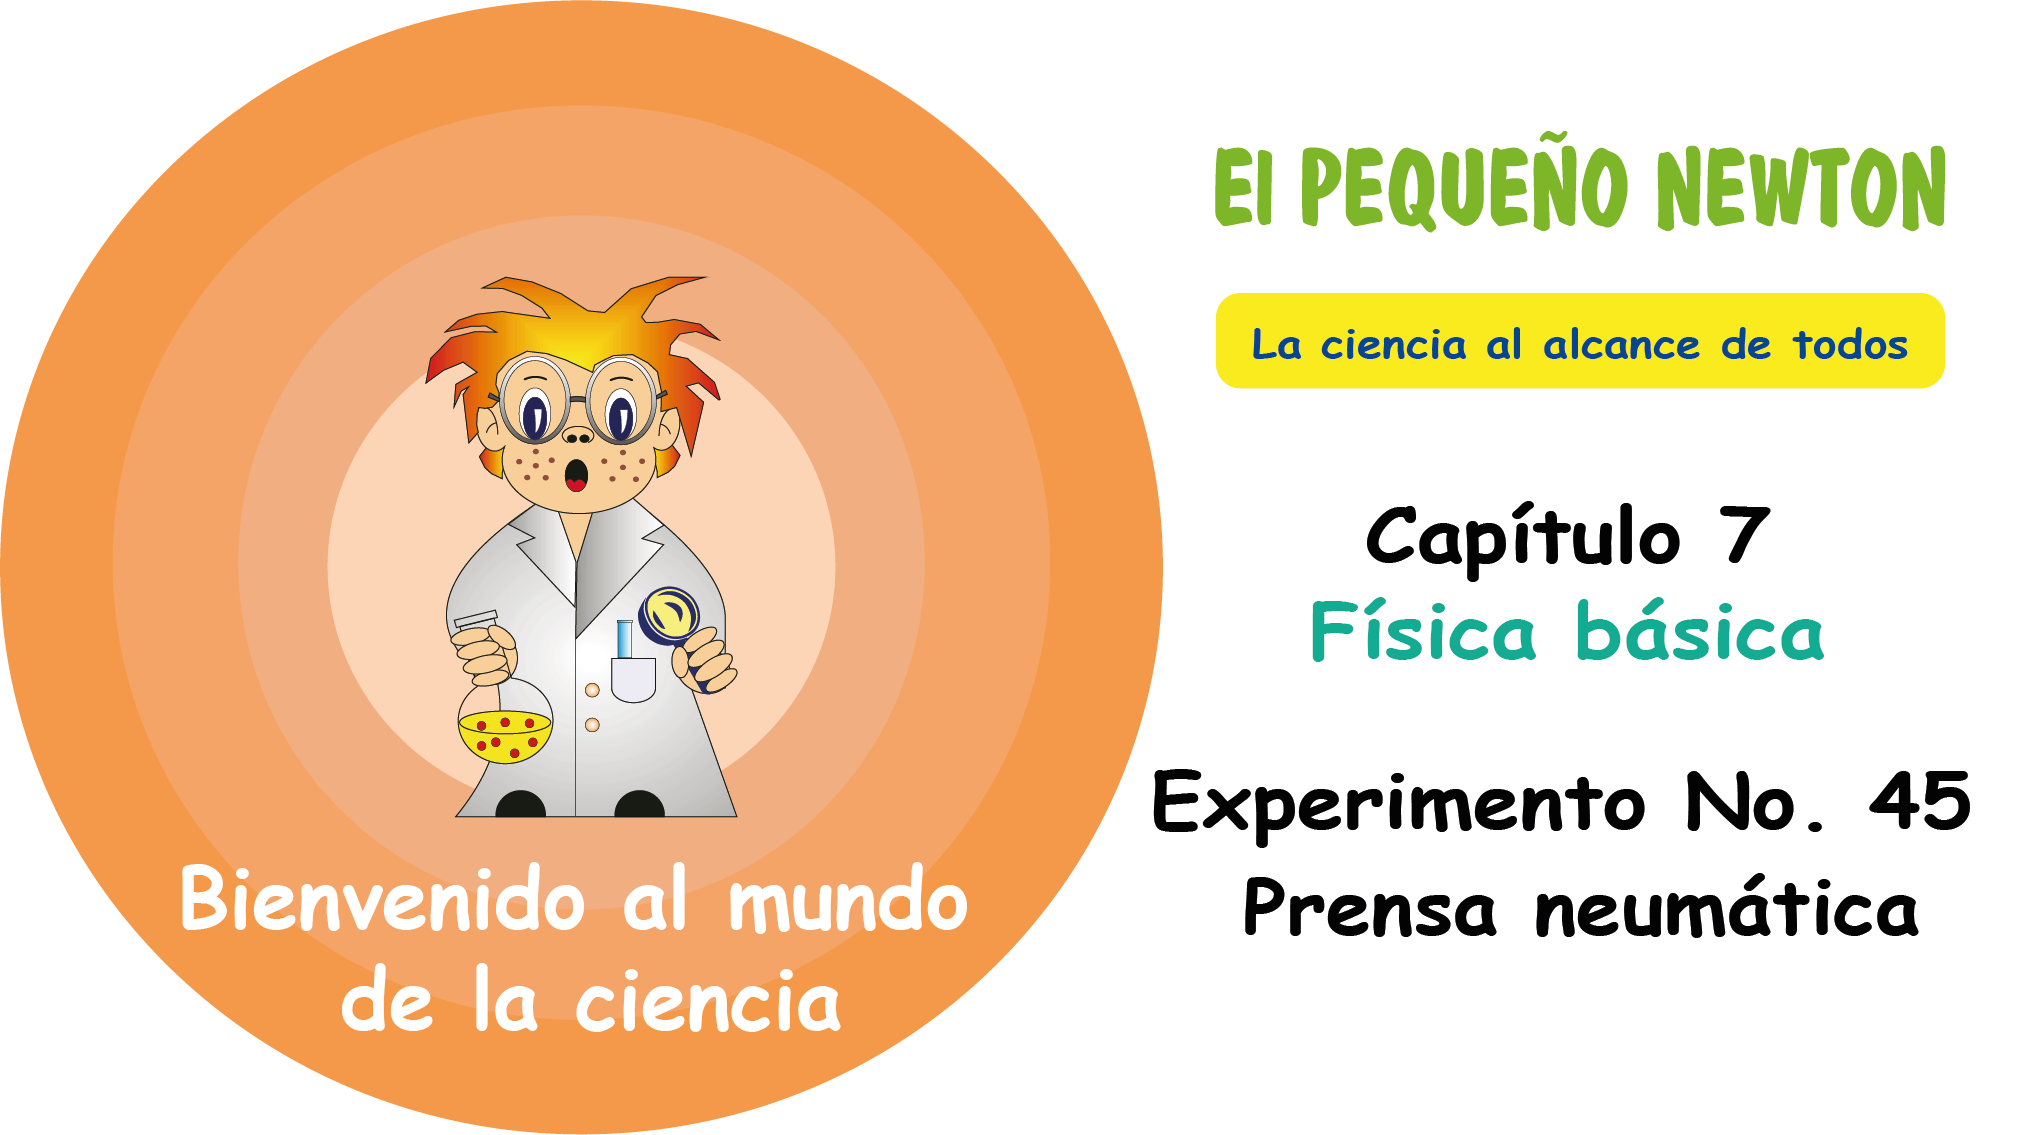 El PEQUEÑO NEWTON
La ciencia al alcance de todos
Capítulo 7
Física básica
Experimento No. 45
Prensa neumática
Bienvenido al mundo
de la ciencia